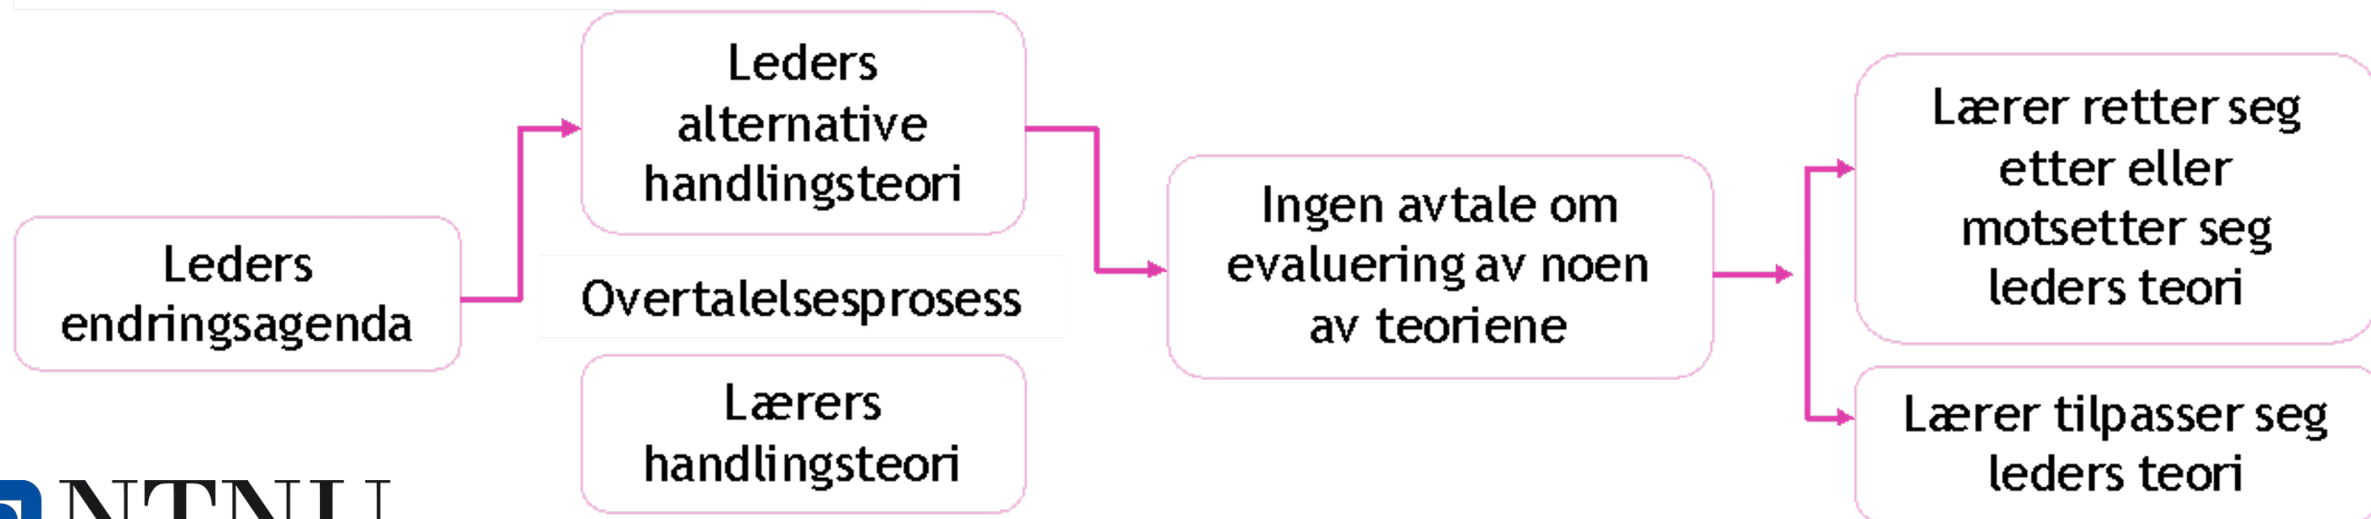 Leders
endringsagenda
Leders
alternative
handlingsteori
Overtalelsesprosess
Lærers
handlingsteori
Ingen avtale om
evaluering av noen
av teoriene
Lærer retter seg
etter eller
motsetter seg
leders teori
Lærer tilpasser seg
leders teori
NTNU